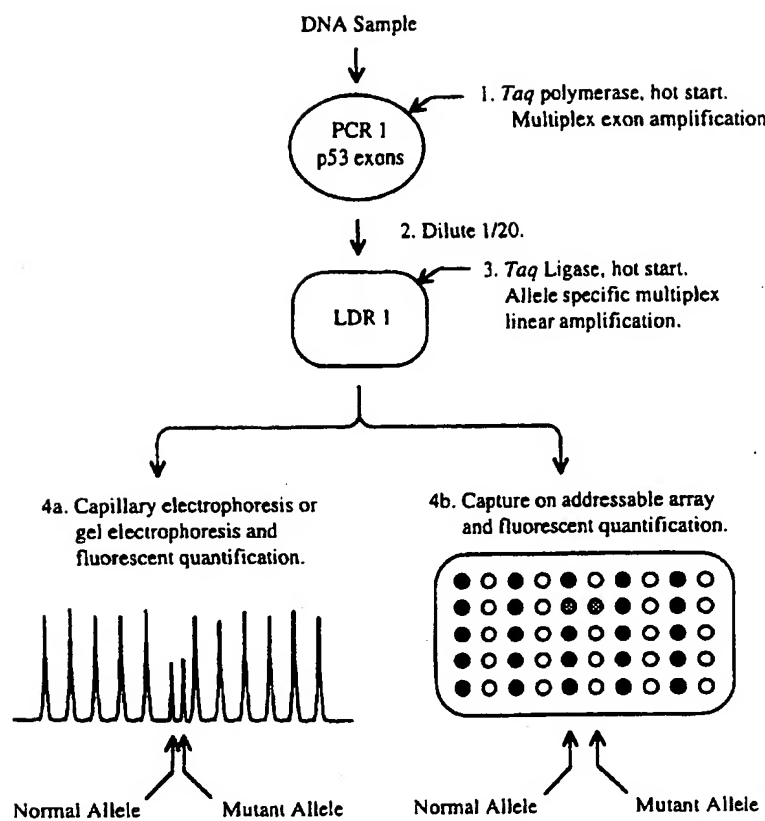 DNA Sample
1. Taq polymerase, hot start.
Multiplex exon amplification
PCR 1
p53 exons
2. Dilute 1/20.
3. Taq Ligase, hot start.
Allele specific multiplex
linear amplification.
LDR 1
4a. Capillary electrophoresis or
gel electrophoresis and
fluorescent quantification.
4b. Capture on addressable array
and fluorescent quantification.
Normal Allele
Mutant Allele
Normal Allele
Mutant Allele